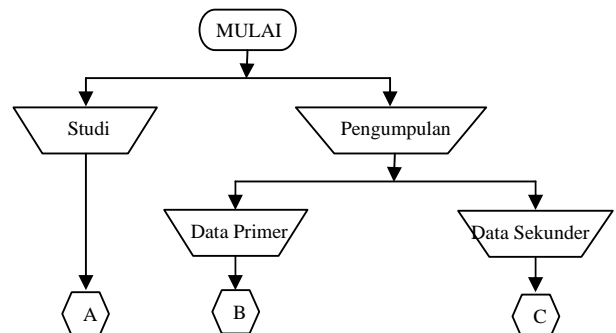 MULAI
Studi
Pengumpulan
Data Primer
Data Sekunder
A
B
C